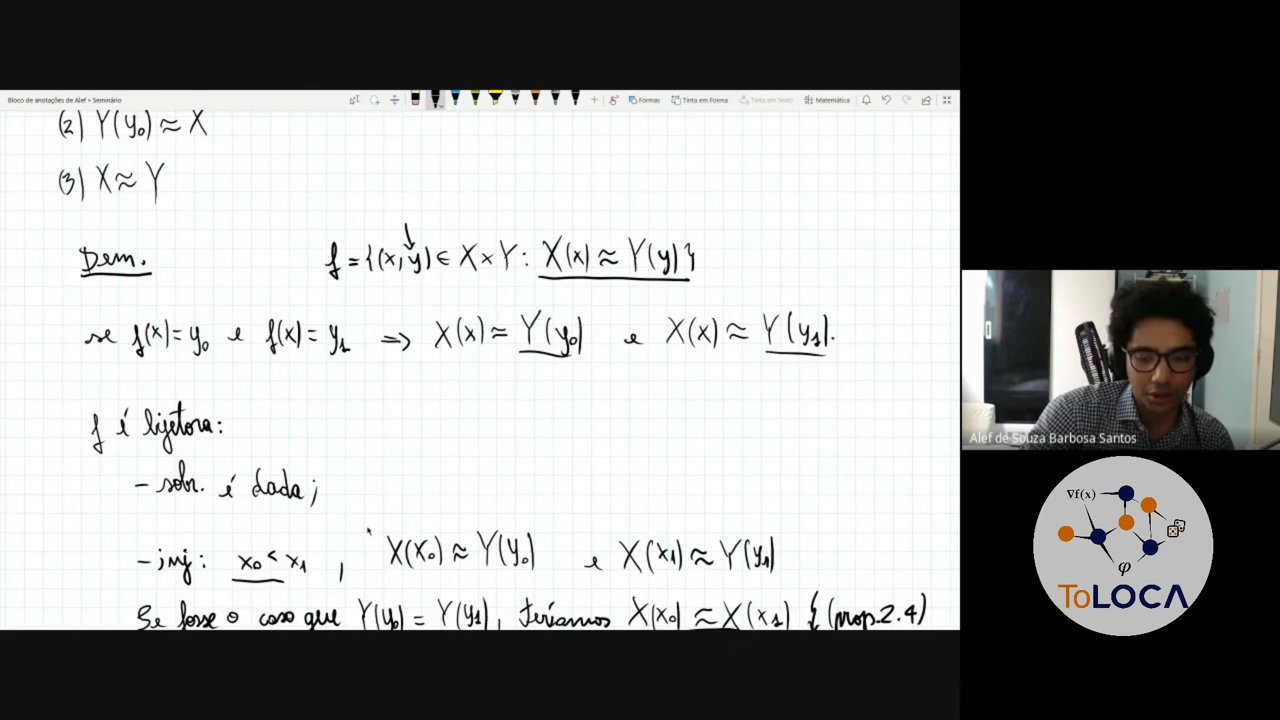 Bloco de anotações de Alef » Seminário
Formas Tinta em Forma Tinta em Texto Matemática
(2) Y(y₀) ≈ X
(3) X ≈ Y
Dem. f = {(x, y) ∈ X × Y : X(x) ≈ Y(y)}
se f(x) = y₀ e f(x) = y₁ ⇒ X(x) ≈ Y(y₀) e X(x) ≈ Y(y₁).
f é bijetora:
- sobr. é dada;
- inj: x₀ < x₁, X(x₀) ≈ Y(y₀) e X(x₁) ≈ Y(y₁)
Se fosse o caso que Y(y₀) = Y(y₁), teríamos X(x₀) ≈ X(x₁) { (prop. 2.4)
Alef de Souza Barbosa Santos
∇f(x)
φ
ToLOCA